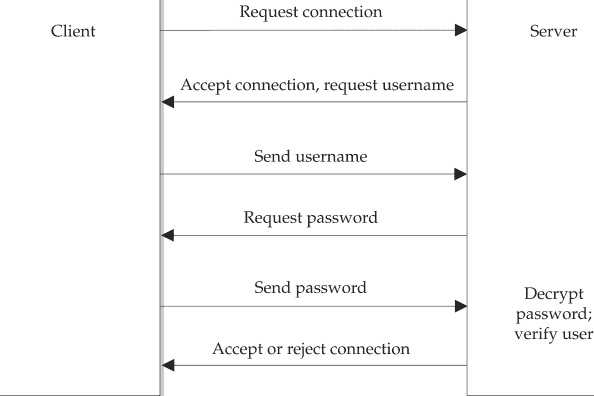 Request connection
Client
Server
Accept connection, request username
Send username
Request password
Send password
Decrypt
password;
verify user
Accept or reject connection